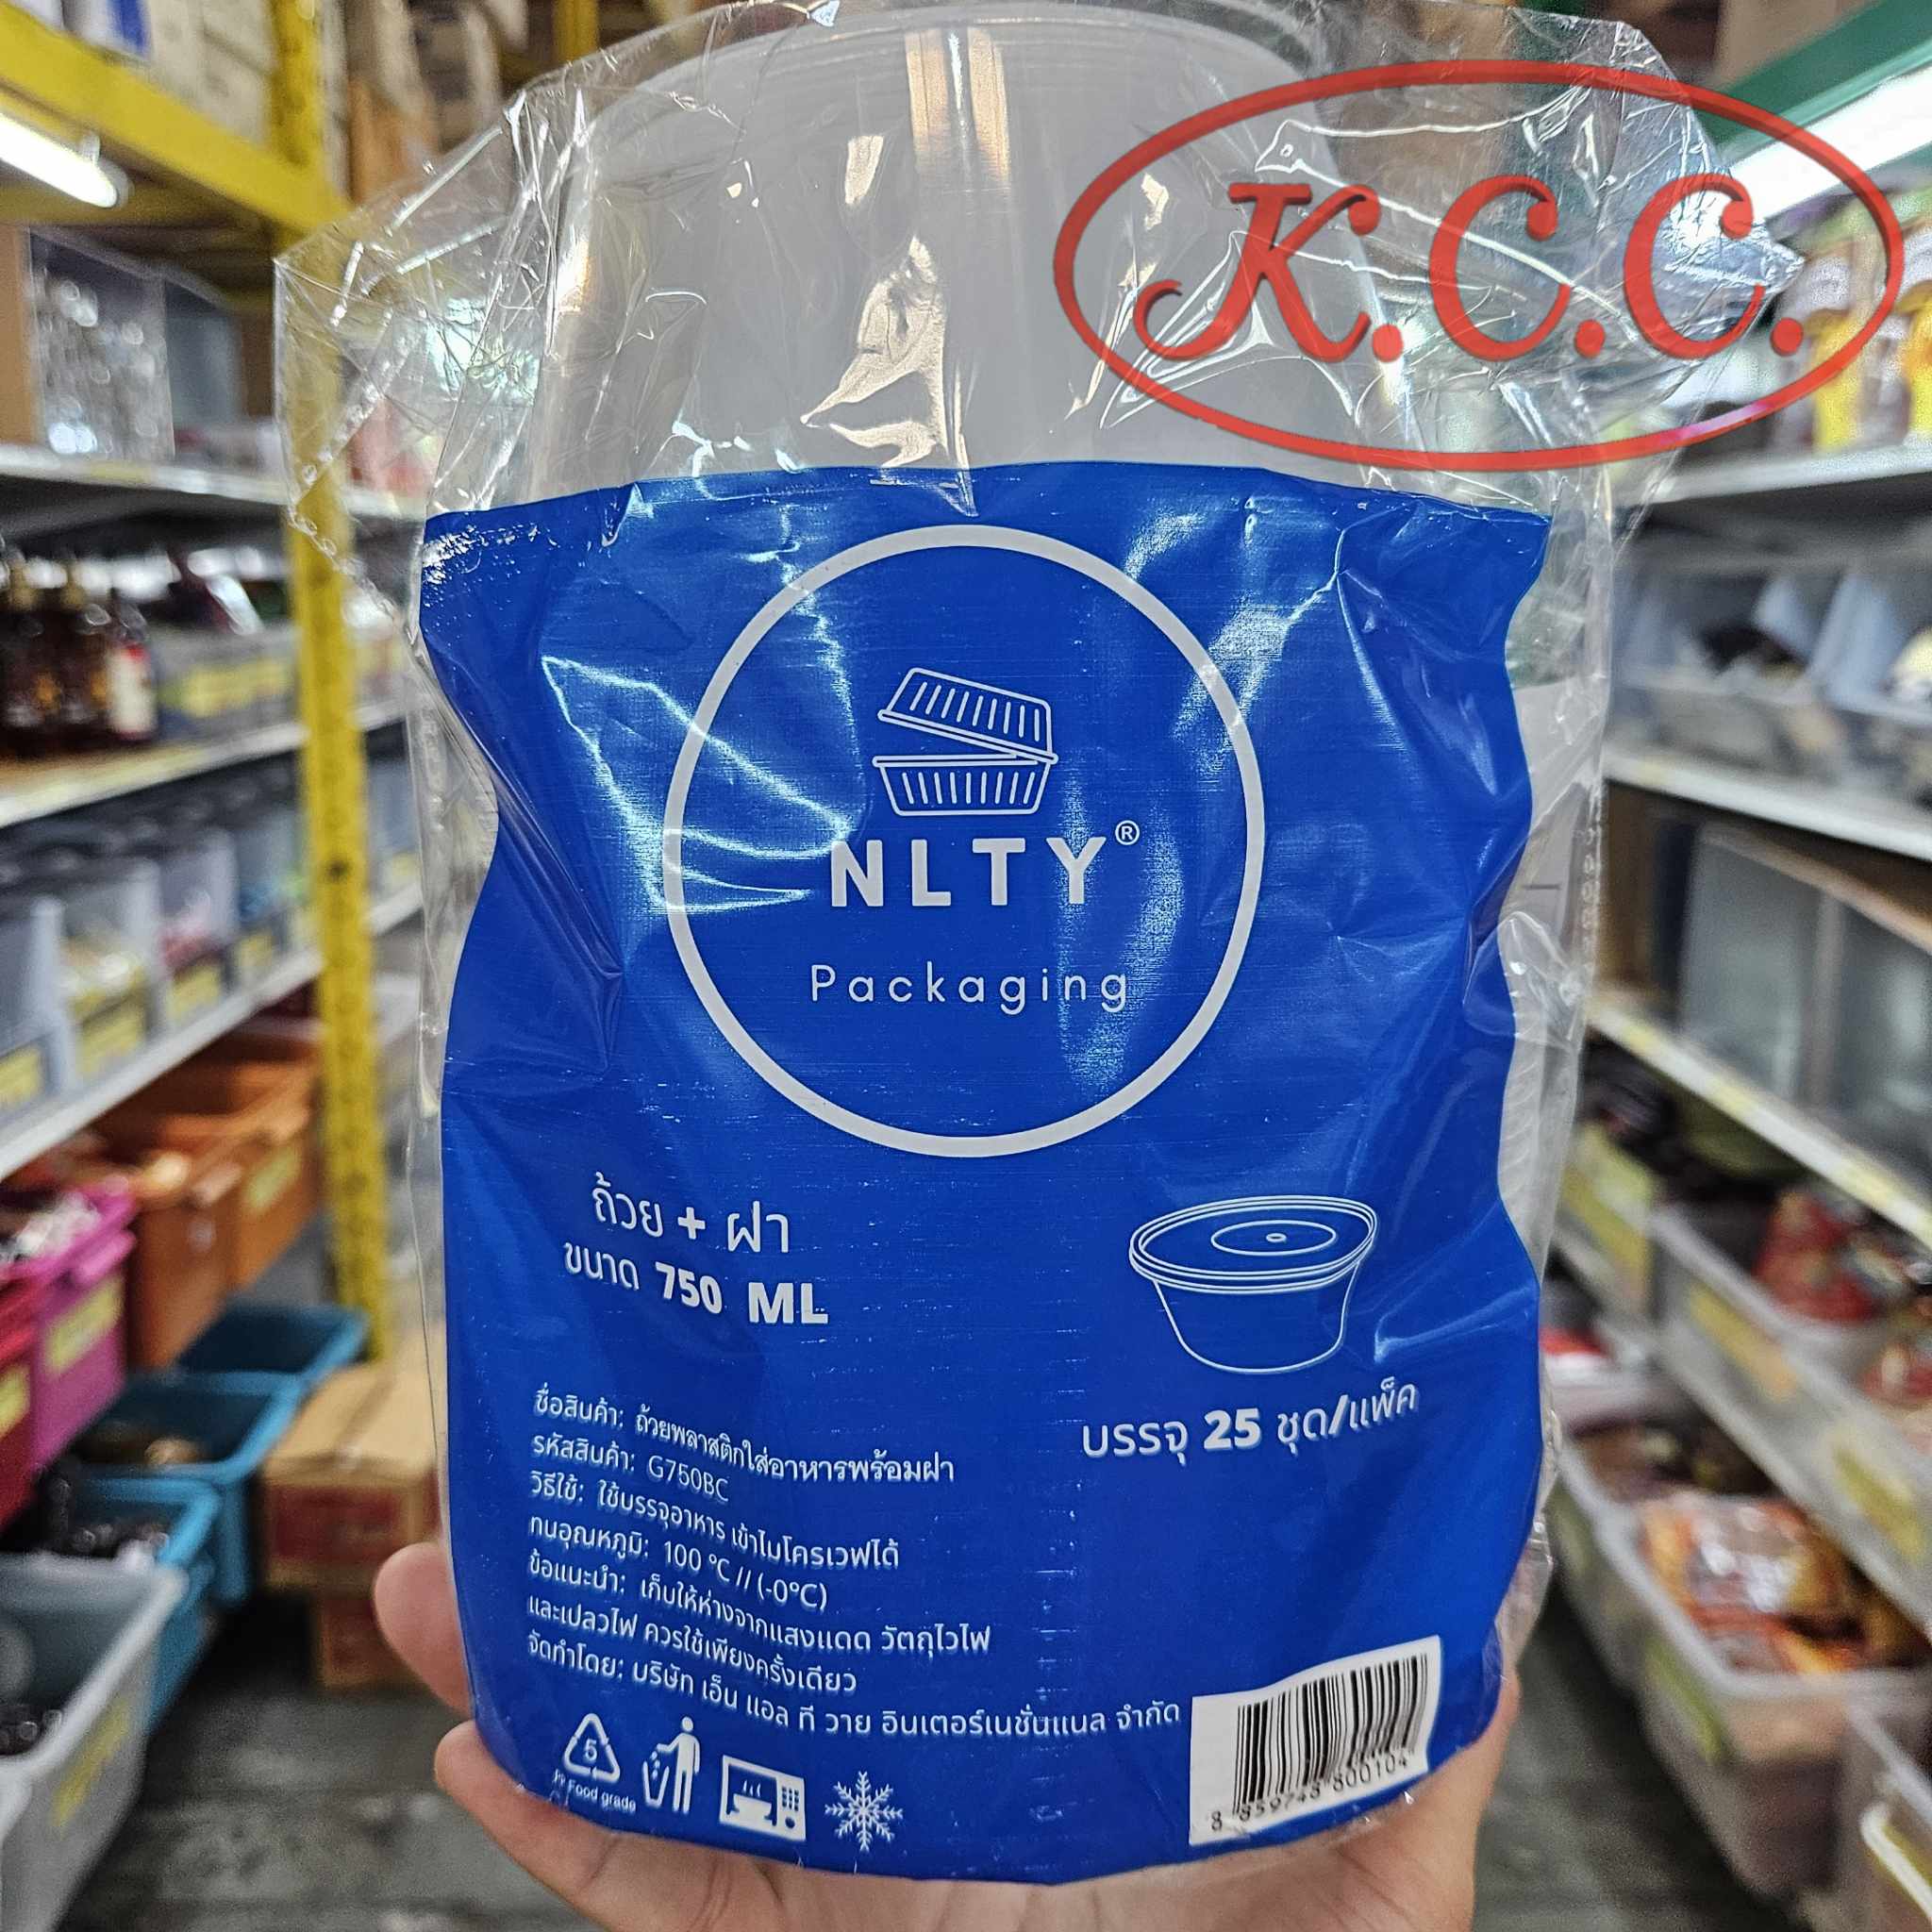 K.C.C.
NLTY®
Packaging
ถ้วย + ฝา
ขนาด 750 ML
บรรจุ 25 ชุด/แพ็ค
ชื่อสินค้า: ถ้วยพลาสติกใส่อาหารพร้อมฝา
รหัสสินค้า: G750BC
วิธีใช้: ใช้บรรจุอาหาร เข้าไมโครเวฟได้
ทนอุณหภูมิ: 100 °C // (-0°C)
ข้อแนะนำ: เก็บให้ห่างจากแสงแดด วัตถุไวไฟ
และเปลวไฟ ควรใช้เพียงครั้งเดียว
จัดทำโดย: บริษัท เอ็น แอล ที วาย อินเตอร์เนชั่นแนล จำกัด
5
PP Food grade
8 859748 800104